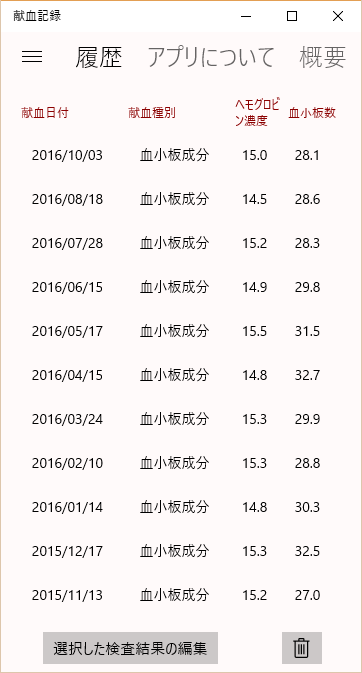 献血記録
履歴 アプリについて 概要
献血日付 献血種別 ヘモグロビ
ン濃度 血小板数
2016/10/03 血小板成分 15.0 28.1
2016/08/18 血小板成分 14.5 28.6
2016/07/28 血小板成分 15.2 28.3
2016/06/15 血小板成分 14.9 29.8
2016/05/17 血小板成分 15.5 31.5
2016/04/15 血小板成分 14.8 32.7
2016/03/24 血小板成分 15.3 29.9
2016/02/10 血小板成分 15.3 28.8
2016/01/14 血小板成分 14.8 30.3
2015/12/17 血小板成分 15.3 32.5
2015/11/13 血小板成分 15.2 27.0
選択した検査結果の編集